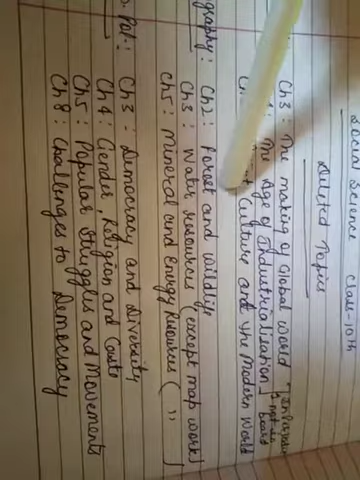 Social Science Class-10th
Deleted Topics
Ch3: The making of Global World
Ch4: The Age of Industrialisation]
Culture and the Modern World
ography:
Ch2: Forest and Wildlife
Ch3: Water Resources (except map work]
Ch5: Mineral and Energy Resources ( " ]
Pol:
Ch3: Democracy and Diversity
Ch4: Gender, Religion and Caste
Ch5: Popular Struggles and Movements
Ch8: Challenges to Democracy